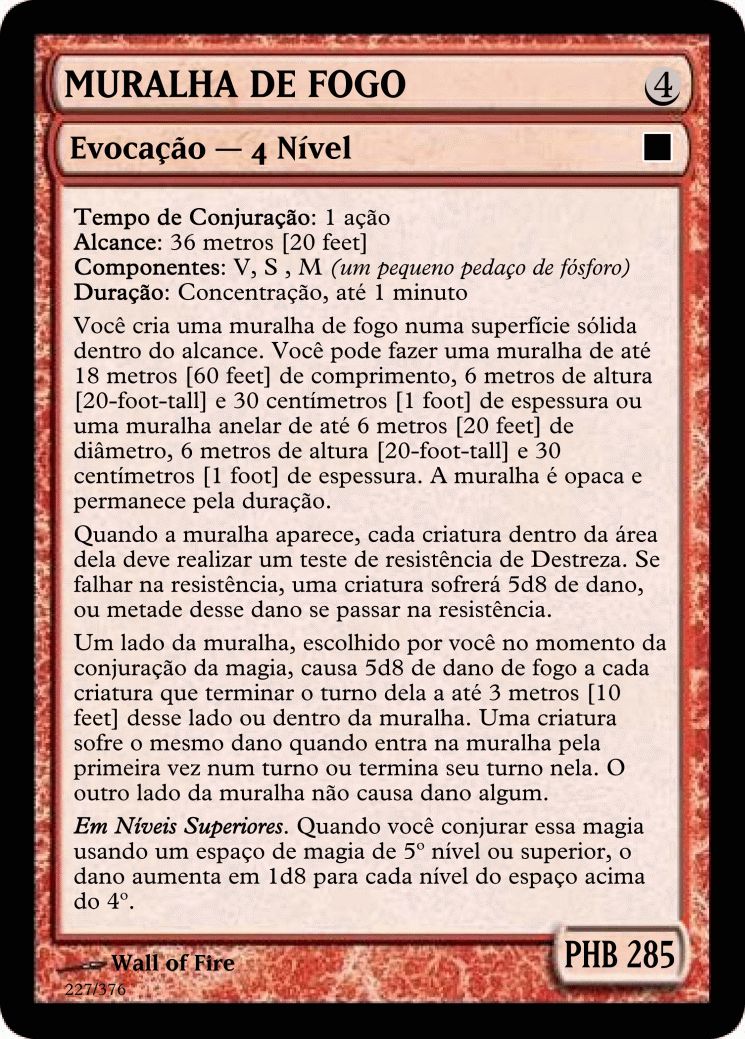 MURALHA DE FOGO
4
Evocação — 4 Nível
Tempo de Conjuração: 1 ação
Alcance: 36 metros [20 feet]
Componentes: V, S , M (um pequeno pedaço de fósforo)
Duração: Concentração, até 1 minuto
Você cria uma muralha de fogo numa superfície sólida
dentro do alcance. Você pode fazer uma muralha de até
18 metros [60 feet] de comprimento, 6 metros de altura
[20-foot-tall] e 30 centímetros [1 foot] de espessura ou
uma muralha anelar de até 6 metros [20 feet] de
diâmetro, 6 metros de altura [20-foot-tall] e 30
centímetros [1 foot] de espessura. A muralha é opaca e
permanece pela duração.
Quando a muralha aparece, cada criatura dentro da área
dela deve realizar um teste de resistência de Destreza. Se
falhar na resistência, uma criatura sofrerá 5d8 de dano,
ou metade desse dano se passar na resistência.
Um lado da muralha, escolhido por você no momento da
conjuração da magia, causa 5d8 de dano de fogo a cada
criatura que terminar o turno dela a até 3 metros [10
feet] desse lado ou dentro da muralha. Uma criatura
sofre o mesmo dano quando entra na muralha pela
primeira vez num turno ou termina seu turno nela. O
outro lado da muralha não causa dano algum.
Em Níveis Superiores. Quando você conjurar essa magia
usando um espaço de magia de 5º nível ou superior, o
dano aumenta em 1d8 para cada nível do espaço acima
do 4º.
PHB 285
Wall of Fire
227/376